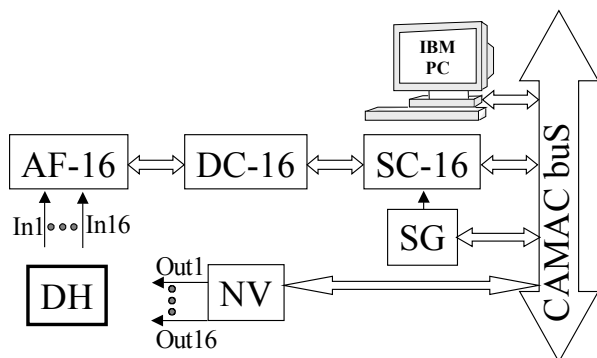 IBM
PC
AF-16
DC-16
SC-16
In1
In16
SG
CAMAC buS
DH
Out1
NV
Out16